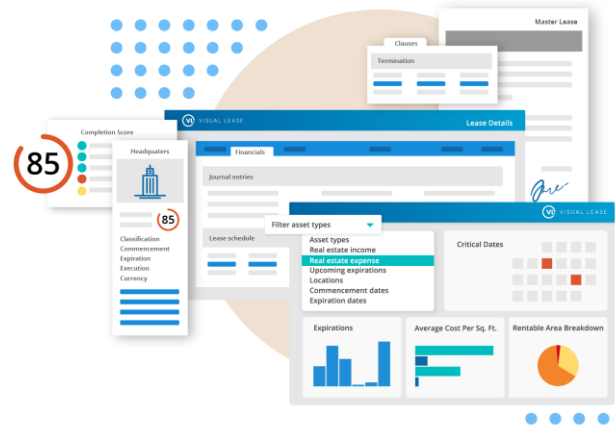 Master Lease
Clauses
Termination
VL VISUAL LEASE
Lease Details
Completion Score
85
Headquaters
85
Classification
Commencement
Expiration
Execution
Currency
Financials
Journal entries
Lease schedule
VL VISUAL LEASE
Filter asset types
Asset types
Real estate income
Real estate expense
Upcoming expirations
Locations
Commencement dates
Expiration dates
Critical Dates
Expirations
Average Cost Per Sq. Ft.
Rentable Area Breakdown